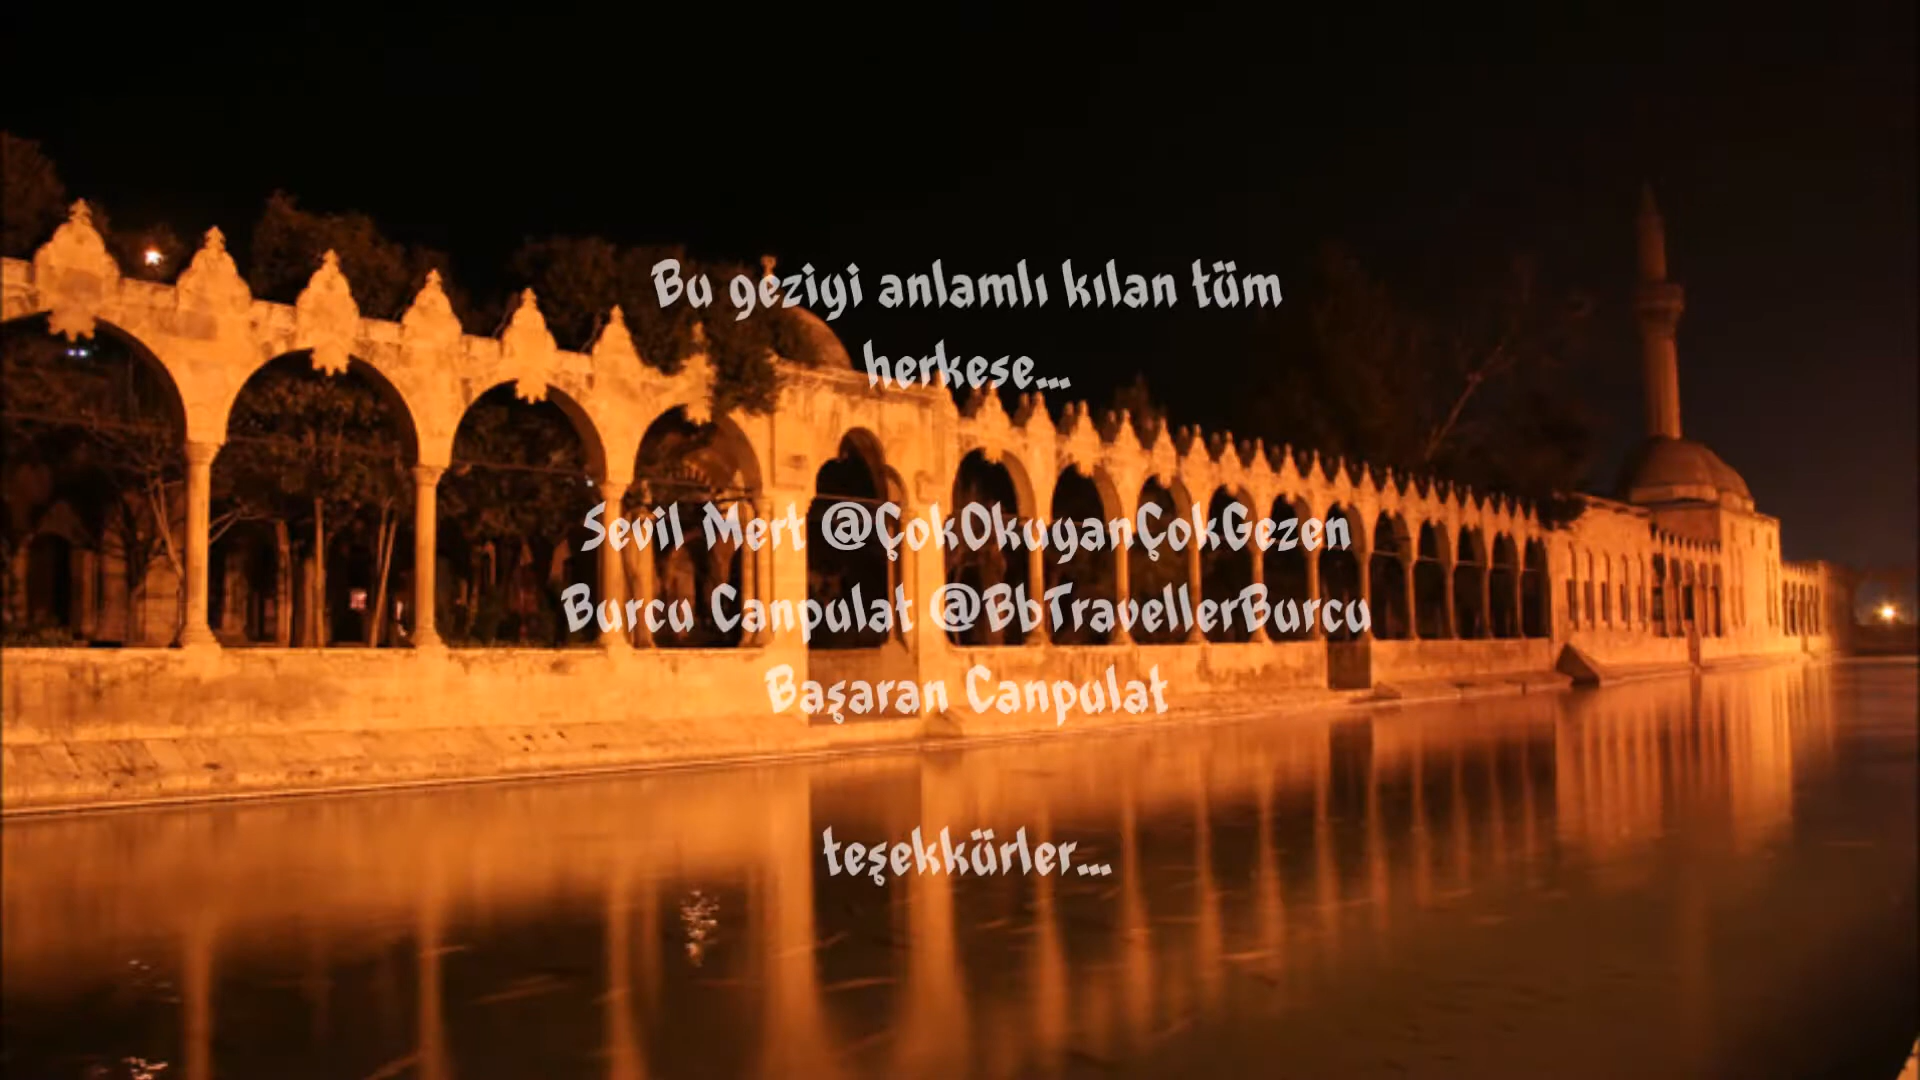 Bu geziyi anlamlı kılan tüm
herkese...
Sevil Mert @ÇokOkuyanÇokGezen
Burcu Canpulat @BbTravellerBurcu
Başaran Canpulat
teşekkürler...